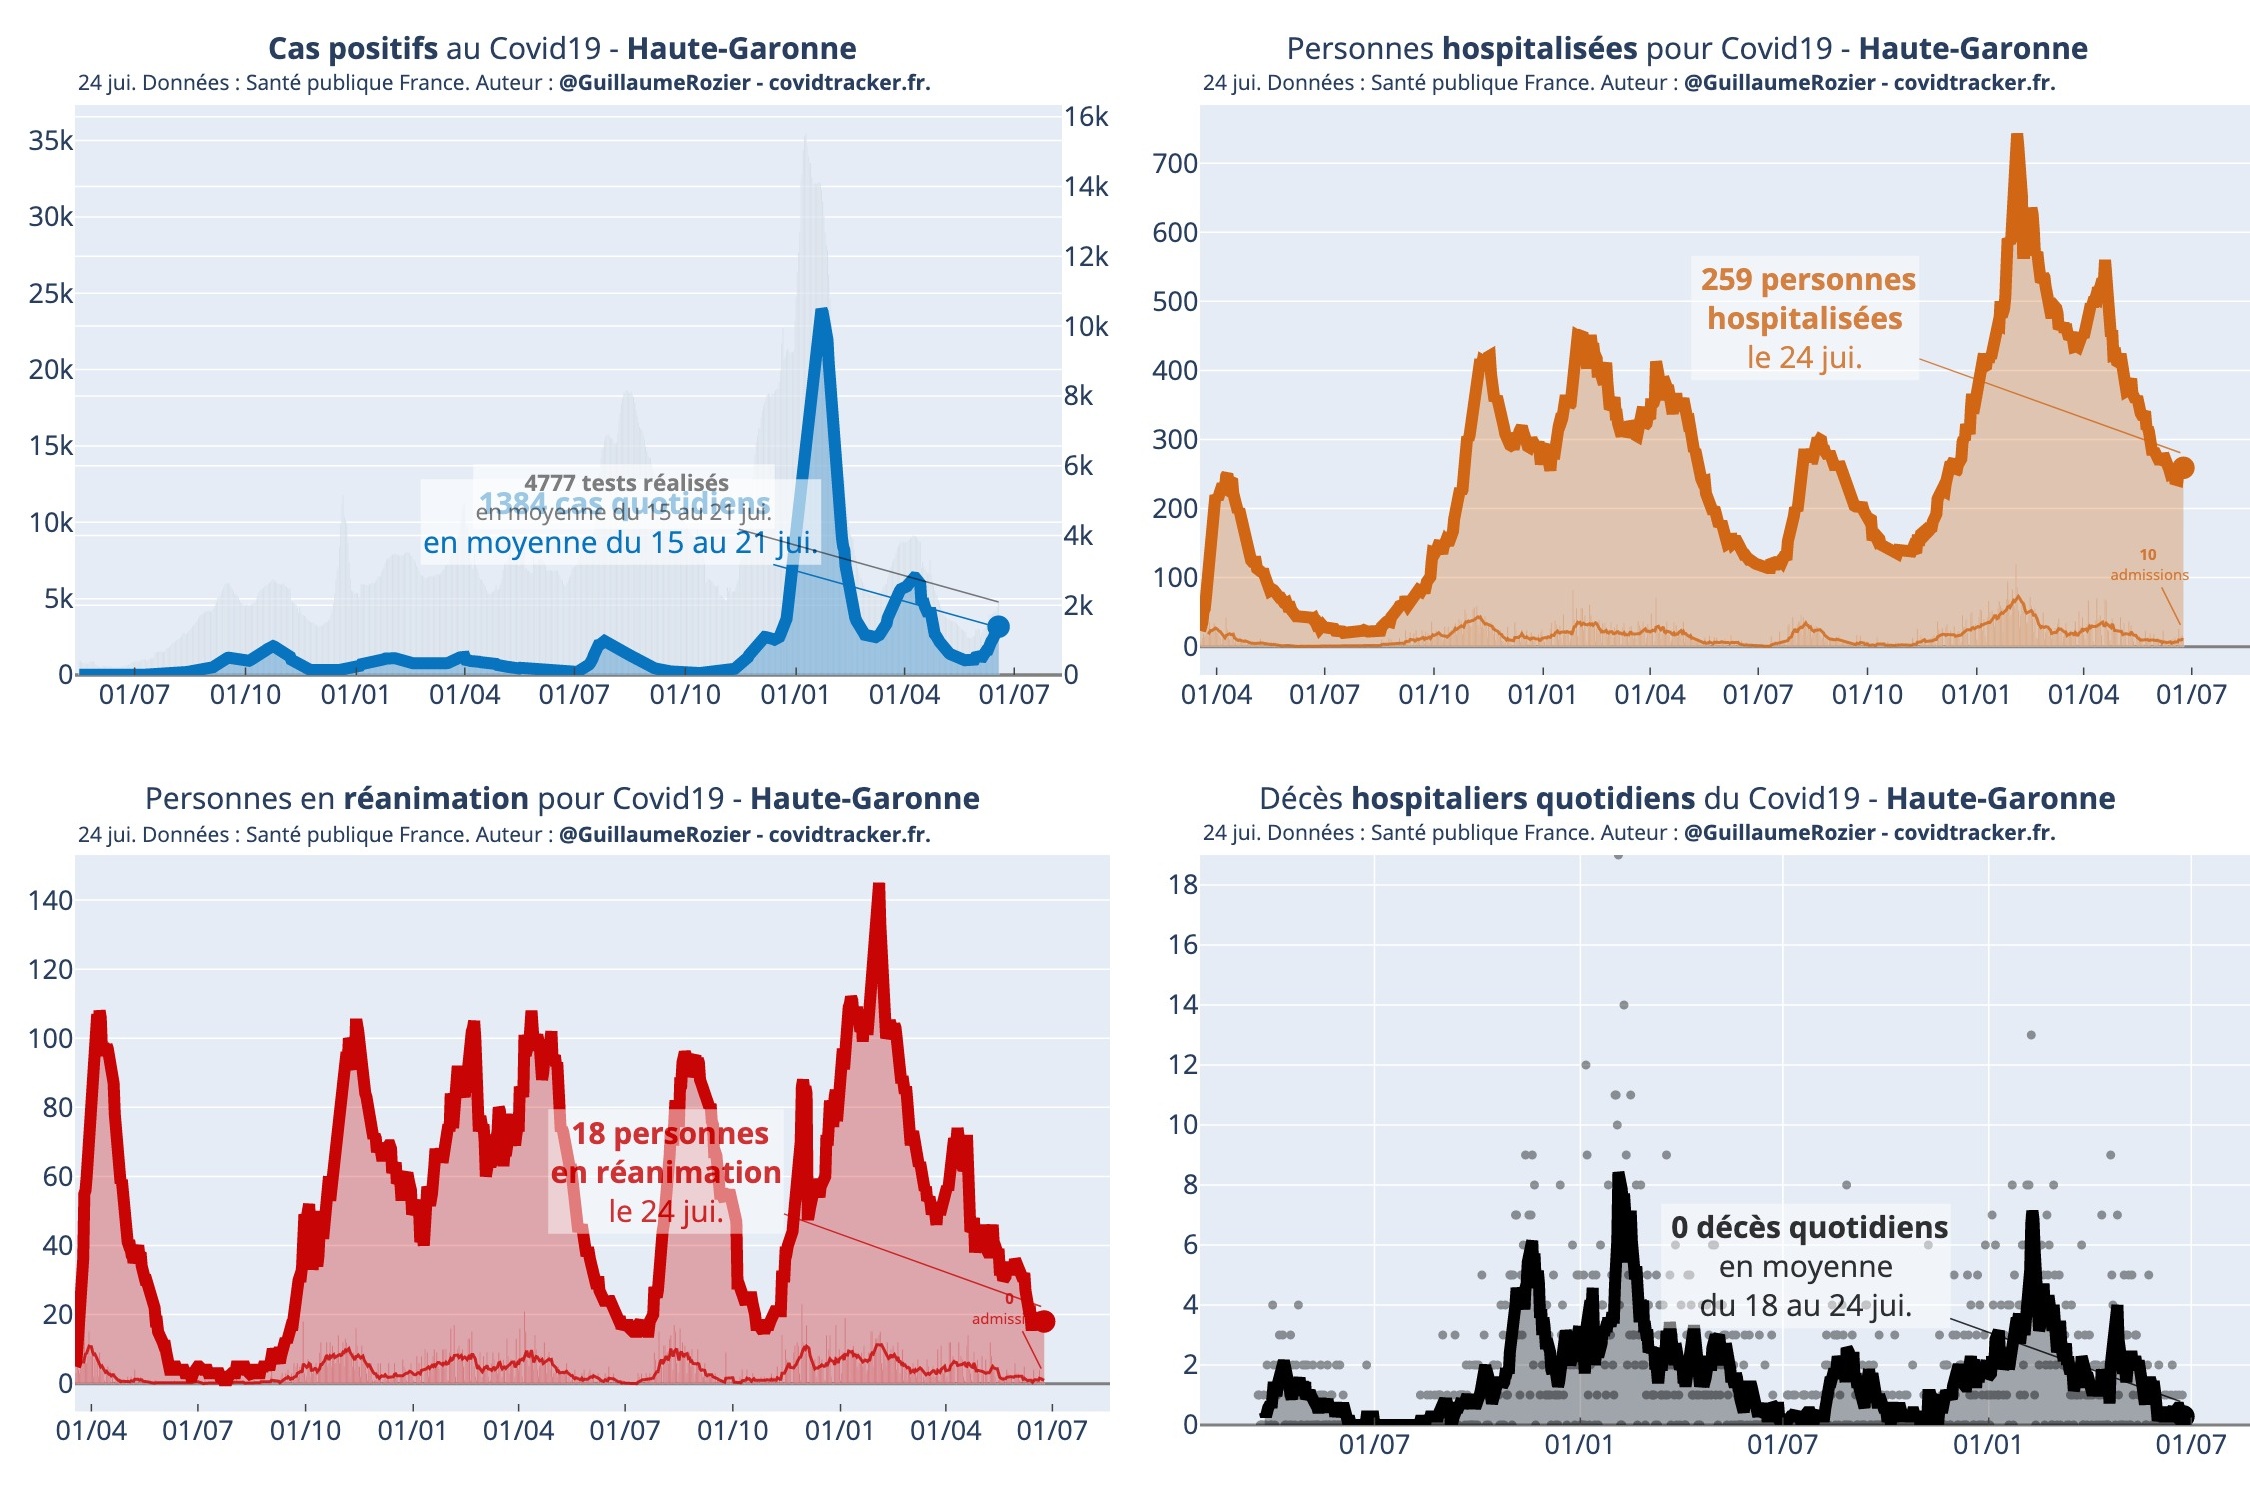 Cas positifs au Covid19 - Haute-Garonne
24 jui. Données : Santé publique France. Auteur : @GuillaumeRozier - covidtracker.fr.
35k
30k
25k
20k
15k
10k
5k
0
16k
14k
12k
10k
8k
6k
4k
2k
0
4777 tests réalisés
en moyenne du 15 au 21 jui.
1384 cas quotidiens
en moyenne du 15 au 21 jui.
01/07 01/10 01/01 01/04 01/07 01/10 01/01 01/04 01/07
Personnes hospitalisées pour Covid19 - Haute-Garonne
24 jui. Données : Santé publique France. Auteur : @GuillaumeRozier - covidtracker.fr.
700
600
500
400
300
200
100
0
259 personnes
hospitalisées
le 24 jui.
10
admissions
01/04 01/07 01/10 01/01 01/04 01/07 01/10 01/01 01/04 01/07
Personnes en réanimation pour Covid19 - Haute-Garonne
24 jui. Données : Santé publique France. Auteur : @GuillaumeRozier - covidtracker.fr.
140
120
100
80
60
40
20
0
18 personnes
en réanimation
le 24 jui.
0
admissi
01/04 01/07 01/10 01/01 01/04 01/07 01/10 01/01 01/04 01/07
Décès hospitaliers quotidiens du Covid19 - Haute-Garonne
24 jui. Données : Santé publique France. Auteur : @GuillaumeRozier - covidtracker.fr.
18
16
14
12
10
8
6
4
2
0
0 décès quotidiens
en moyenne
du 18 au 24 jui.
01/07 01/01 01/07 01/01 01/07